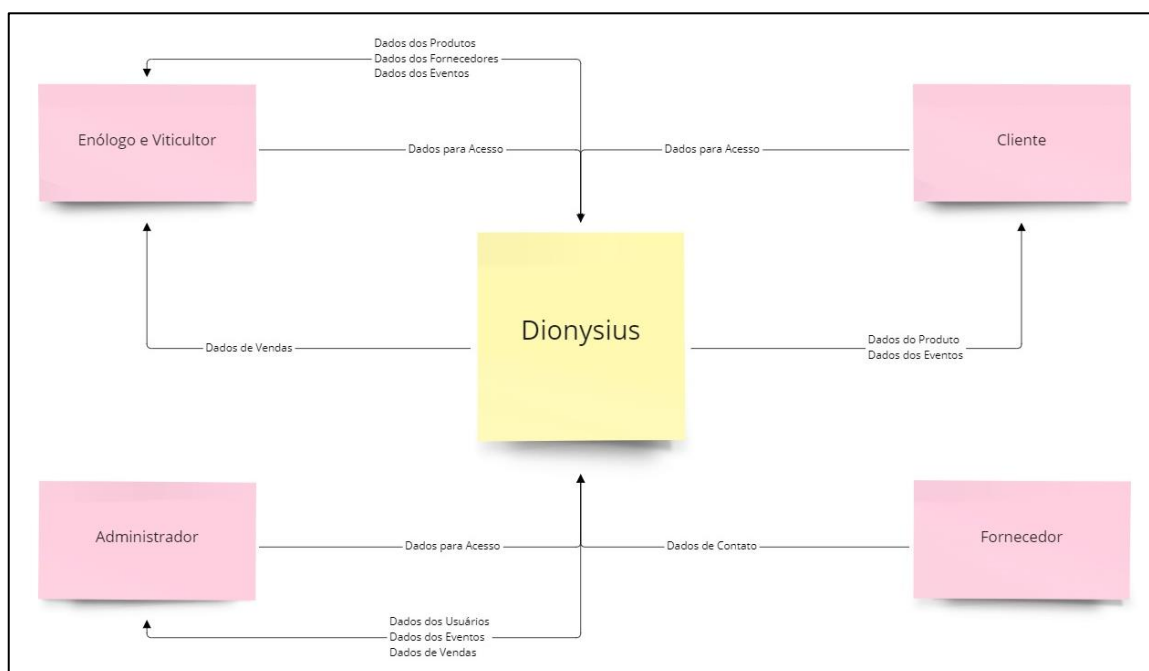 Dados dos Produtos
Dados dos Fornecedores
Dados dos Eventos
Enólogo e Viticultor
Dados para Acesso
Dados para Acesso
Cliente
Dionysius
Dados de Vendas
Dados do Produto
Dados dos Eventos
Administrador
Dados para Acesso
Dados de Contato
Fornecedor
Dados dos Usuários
Dados dos Eventos
Dados de Vendas